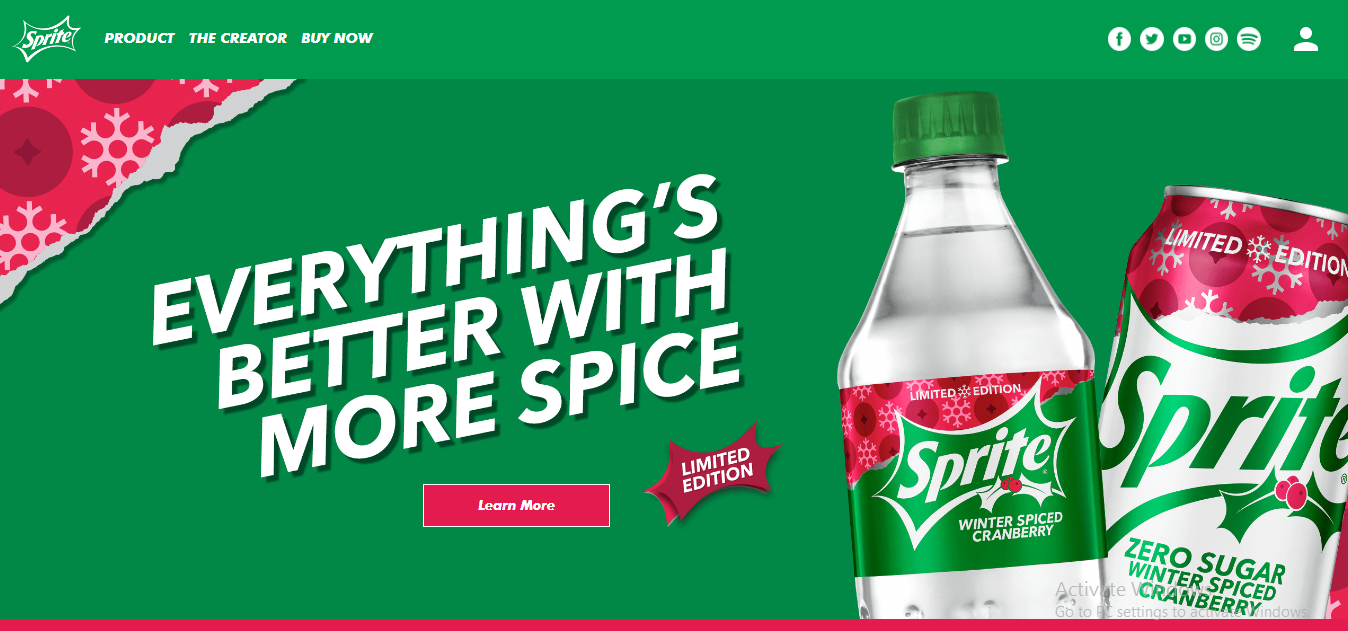 Sprite
PRODUCT THE CREATOR BUY NOW
EVERYTHING'S
BETTER WITH
MORE SPICE
LIMITED
EDITION
Learn More
LIMITED EDITION
Sprite
WINTER SPICED
CRANBERRY
LIMITED EDITION
Sprite
ZERO SUGAR
WINTER SPICED
CRANBERRY
Activate Windows
Go to PC settings to activate Windows.